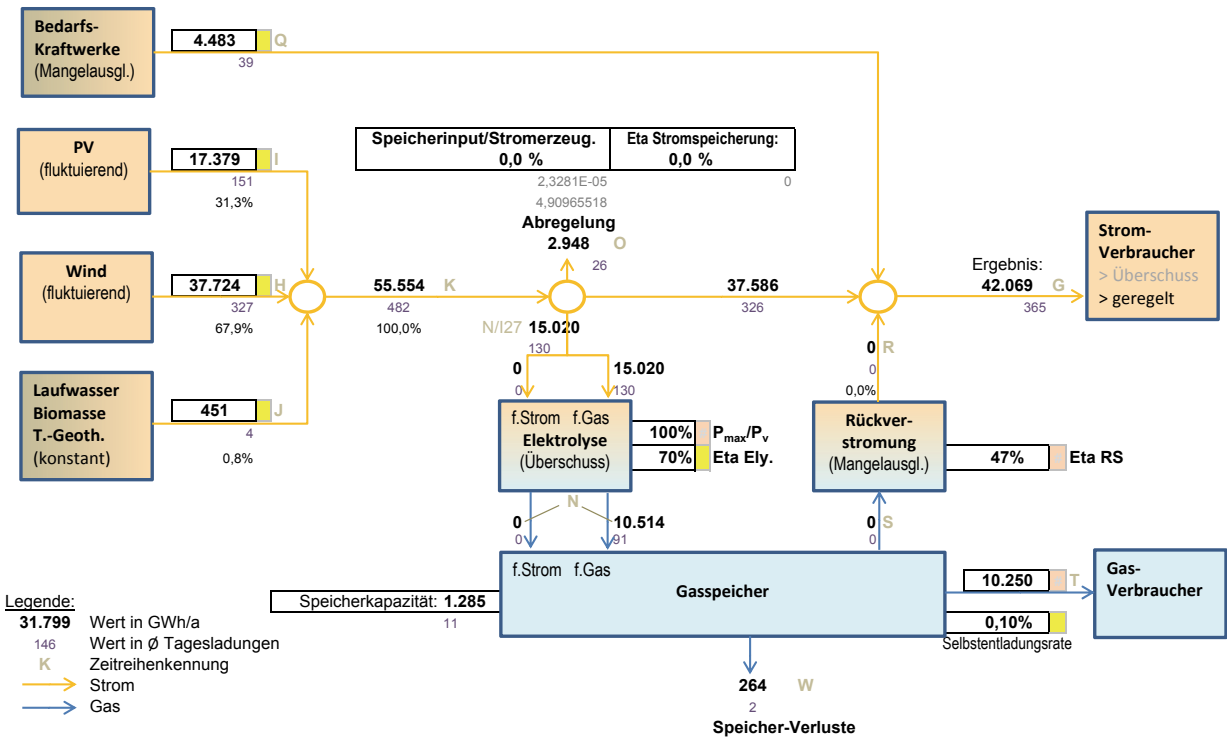 Bedarfs-
Kraftwerke
(Mangelausgl.)
4.483 Q
39
PV
(fluktuierend)
17.379 I
151
31,3%
Speicherinput/Stromerzeug.
0,0 %
Eta Stromspeicherung:
0,0 %
2,3281E-05 0
4,90965518
Abregelung
2.948 O
26
Wind
(fluktuierend)
37.724 H
327
67,9%
55.554 K
482
100,0%
37.586
326
Ergebnis:
42.069 G
365
Strom-
Verbraucher
> Überschuss
> geregelt
N/I27 15.020
130
0 15.020
0 130
0 R
0
0,0%
Laufwasser
Biomasse
T.-Geoth.
(konstant)
451 J
4
0,8%
f.Strom f.Gas
Elektrolyse
(Überschuss)
100% Pmax/Pv
70% Eta Ely.
Rückver-
stromung
(Mangelausgl.)
47% Eta RS
N
0 10.514
0 91
0 S
0
f.Strom f.Gas
Gasspeicher
Speicherkapazität: 1.285
11
10.250 T
0,10%
Selbstentladungsrate
Gas-
Verbraucher
264 W
2
Speicher-Verluste
Legende:
31.799 Wert in GWh/a
146 Wert in Ø Tagesladungen
K Zeitreihenkennung
Strom
Gas